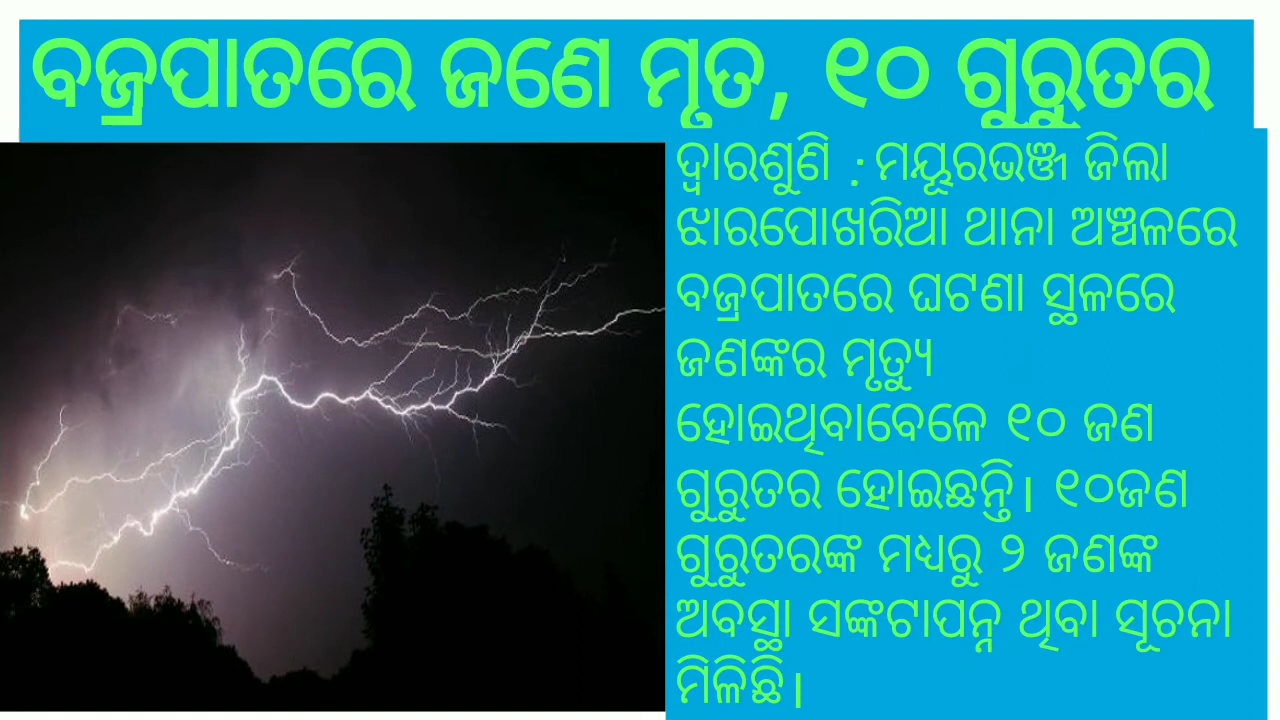 ବଜ୍ରପାତରେ ଜଣେ ମୃତ, ୧୦ ଗୁରୁତର
ଦ୍ଵାରଶୁଣି : ମୟୂରଭଞ୍ଜ ଜିଲା
ଝାରପୋଖରିଆ ଥାନା ଅଞ୍ଚଳରେ
ବଜ୍ରପାତରେ ଘଟଣା ସ୍ଥଳରେ
ଜଣଙ୍କର ମୃତ୍ୟୁ
ହୋଇଥିବାବେଳେ ୧୦ ଜଣ
ଗୁରୁତର ହୋଇଛନ୍ତି। ୧୦ଜଣ
ଗୁରୁତରଙ୍କ ମଧ୍ୟରୁ ୨ ଜଣଙ୍କ
ଅବସ୍ଥା ସଙ୍କଟାପନ୍ନ ଥିବା ସୂଚନା
ମିଳିଛି।